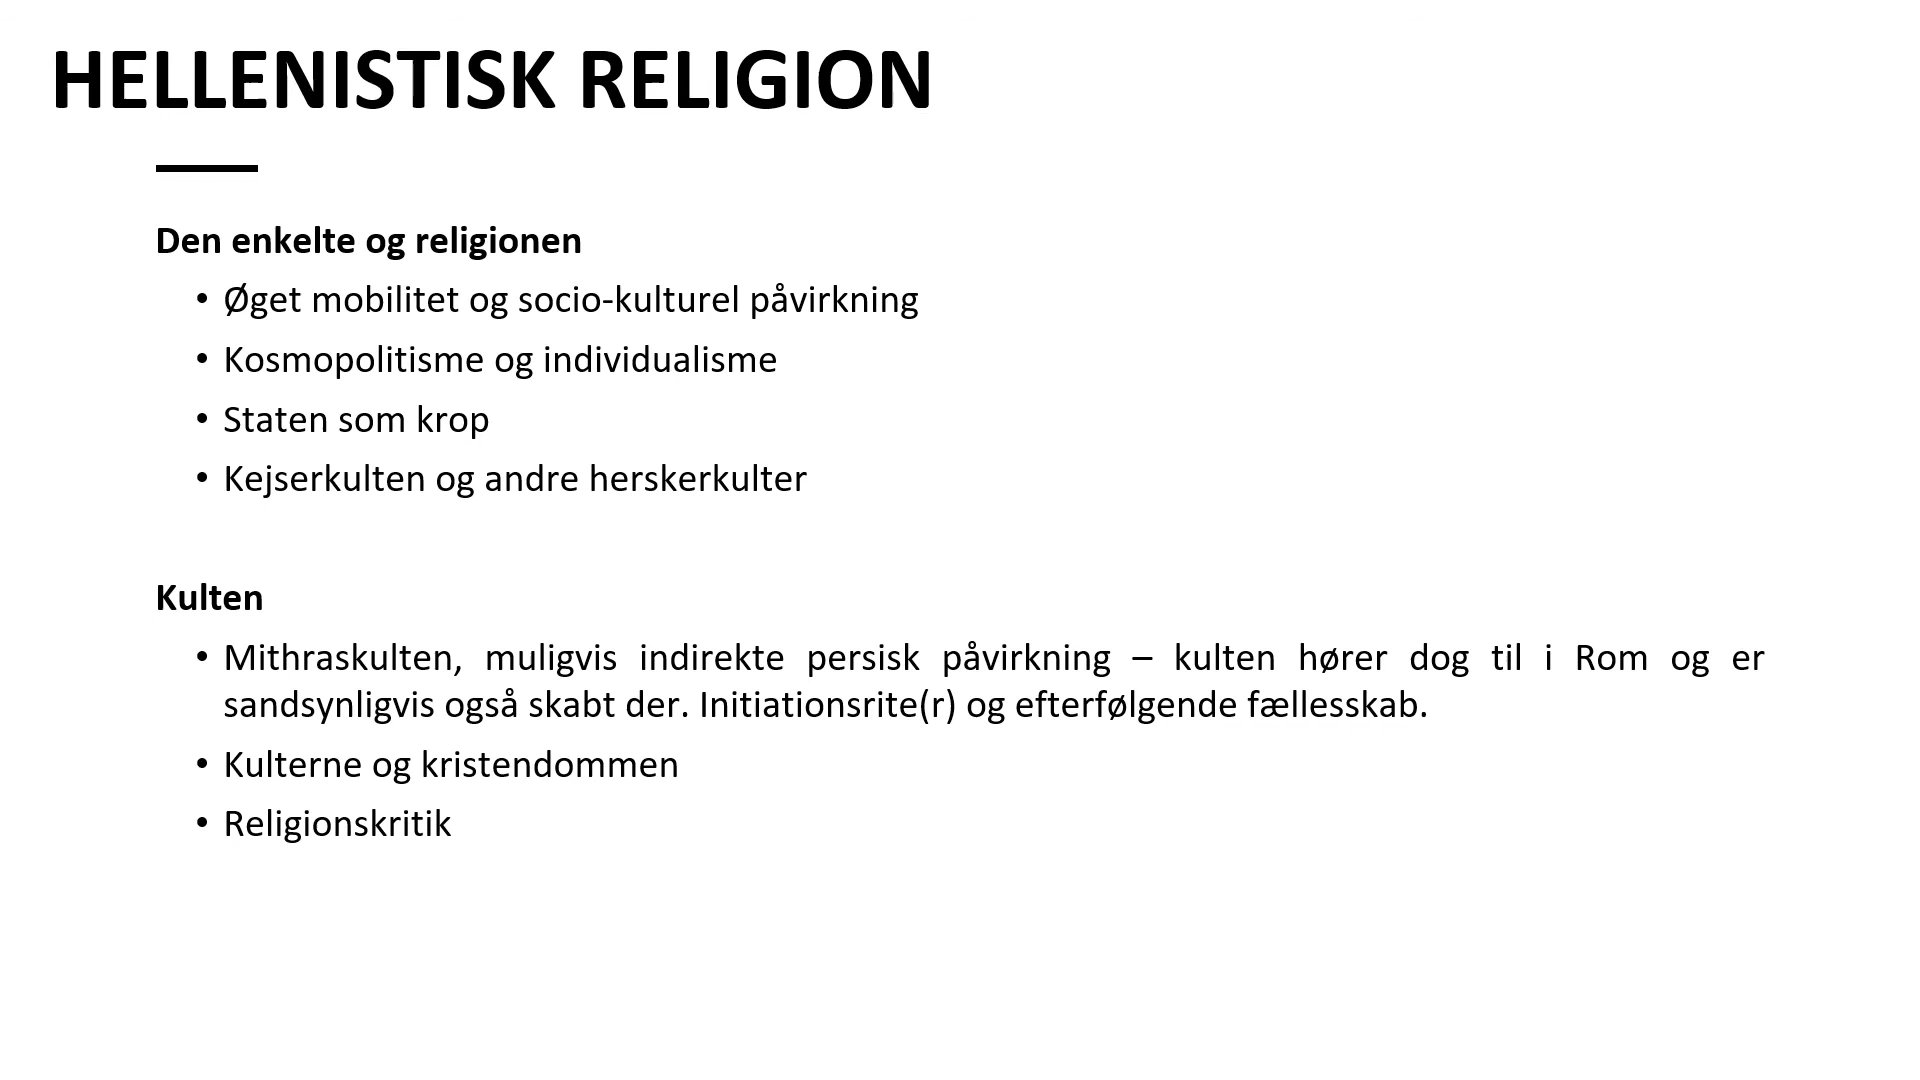 HELLENISTISK RELIGION
Den enkelte og religionen
• Øget mobilitet og socio-kulturel påvirkning
• Kosmopolitisme og individualisme
• Staten som krop
• Kejserkulten og andre herskerkulter
Kulten
• Mithraskulten, muligvis indirekte persisk påvirkning – kulten hører dog til i Rom og er
sandsynligvis også skabt der. Initiationsrite(r) og efterfølgende fællesskab.
• Kulterne og kristendommen
• Religionskritik